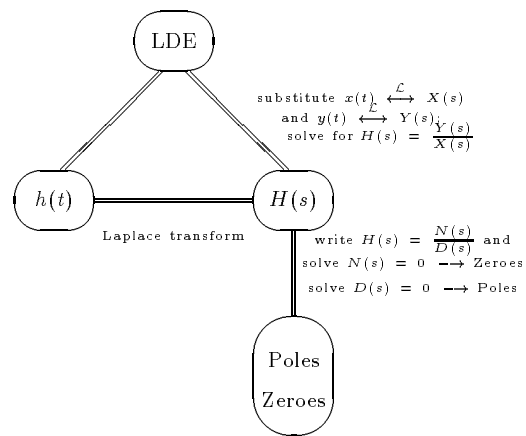 LDE
substitute x(t) ↔ X(s)
ℒ
and y(t) ↔ Y(s);
ℒ
solve for H(s) = Y(s)/X(s)
h(t)
H(s)
Laplace transform
write H(s) = N(s)/D(s) and
solve N(s) = 0 → Zeroes
solve D(s) = 0 → Poles
Poles
Zeroes